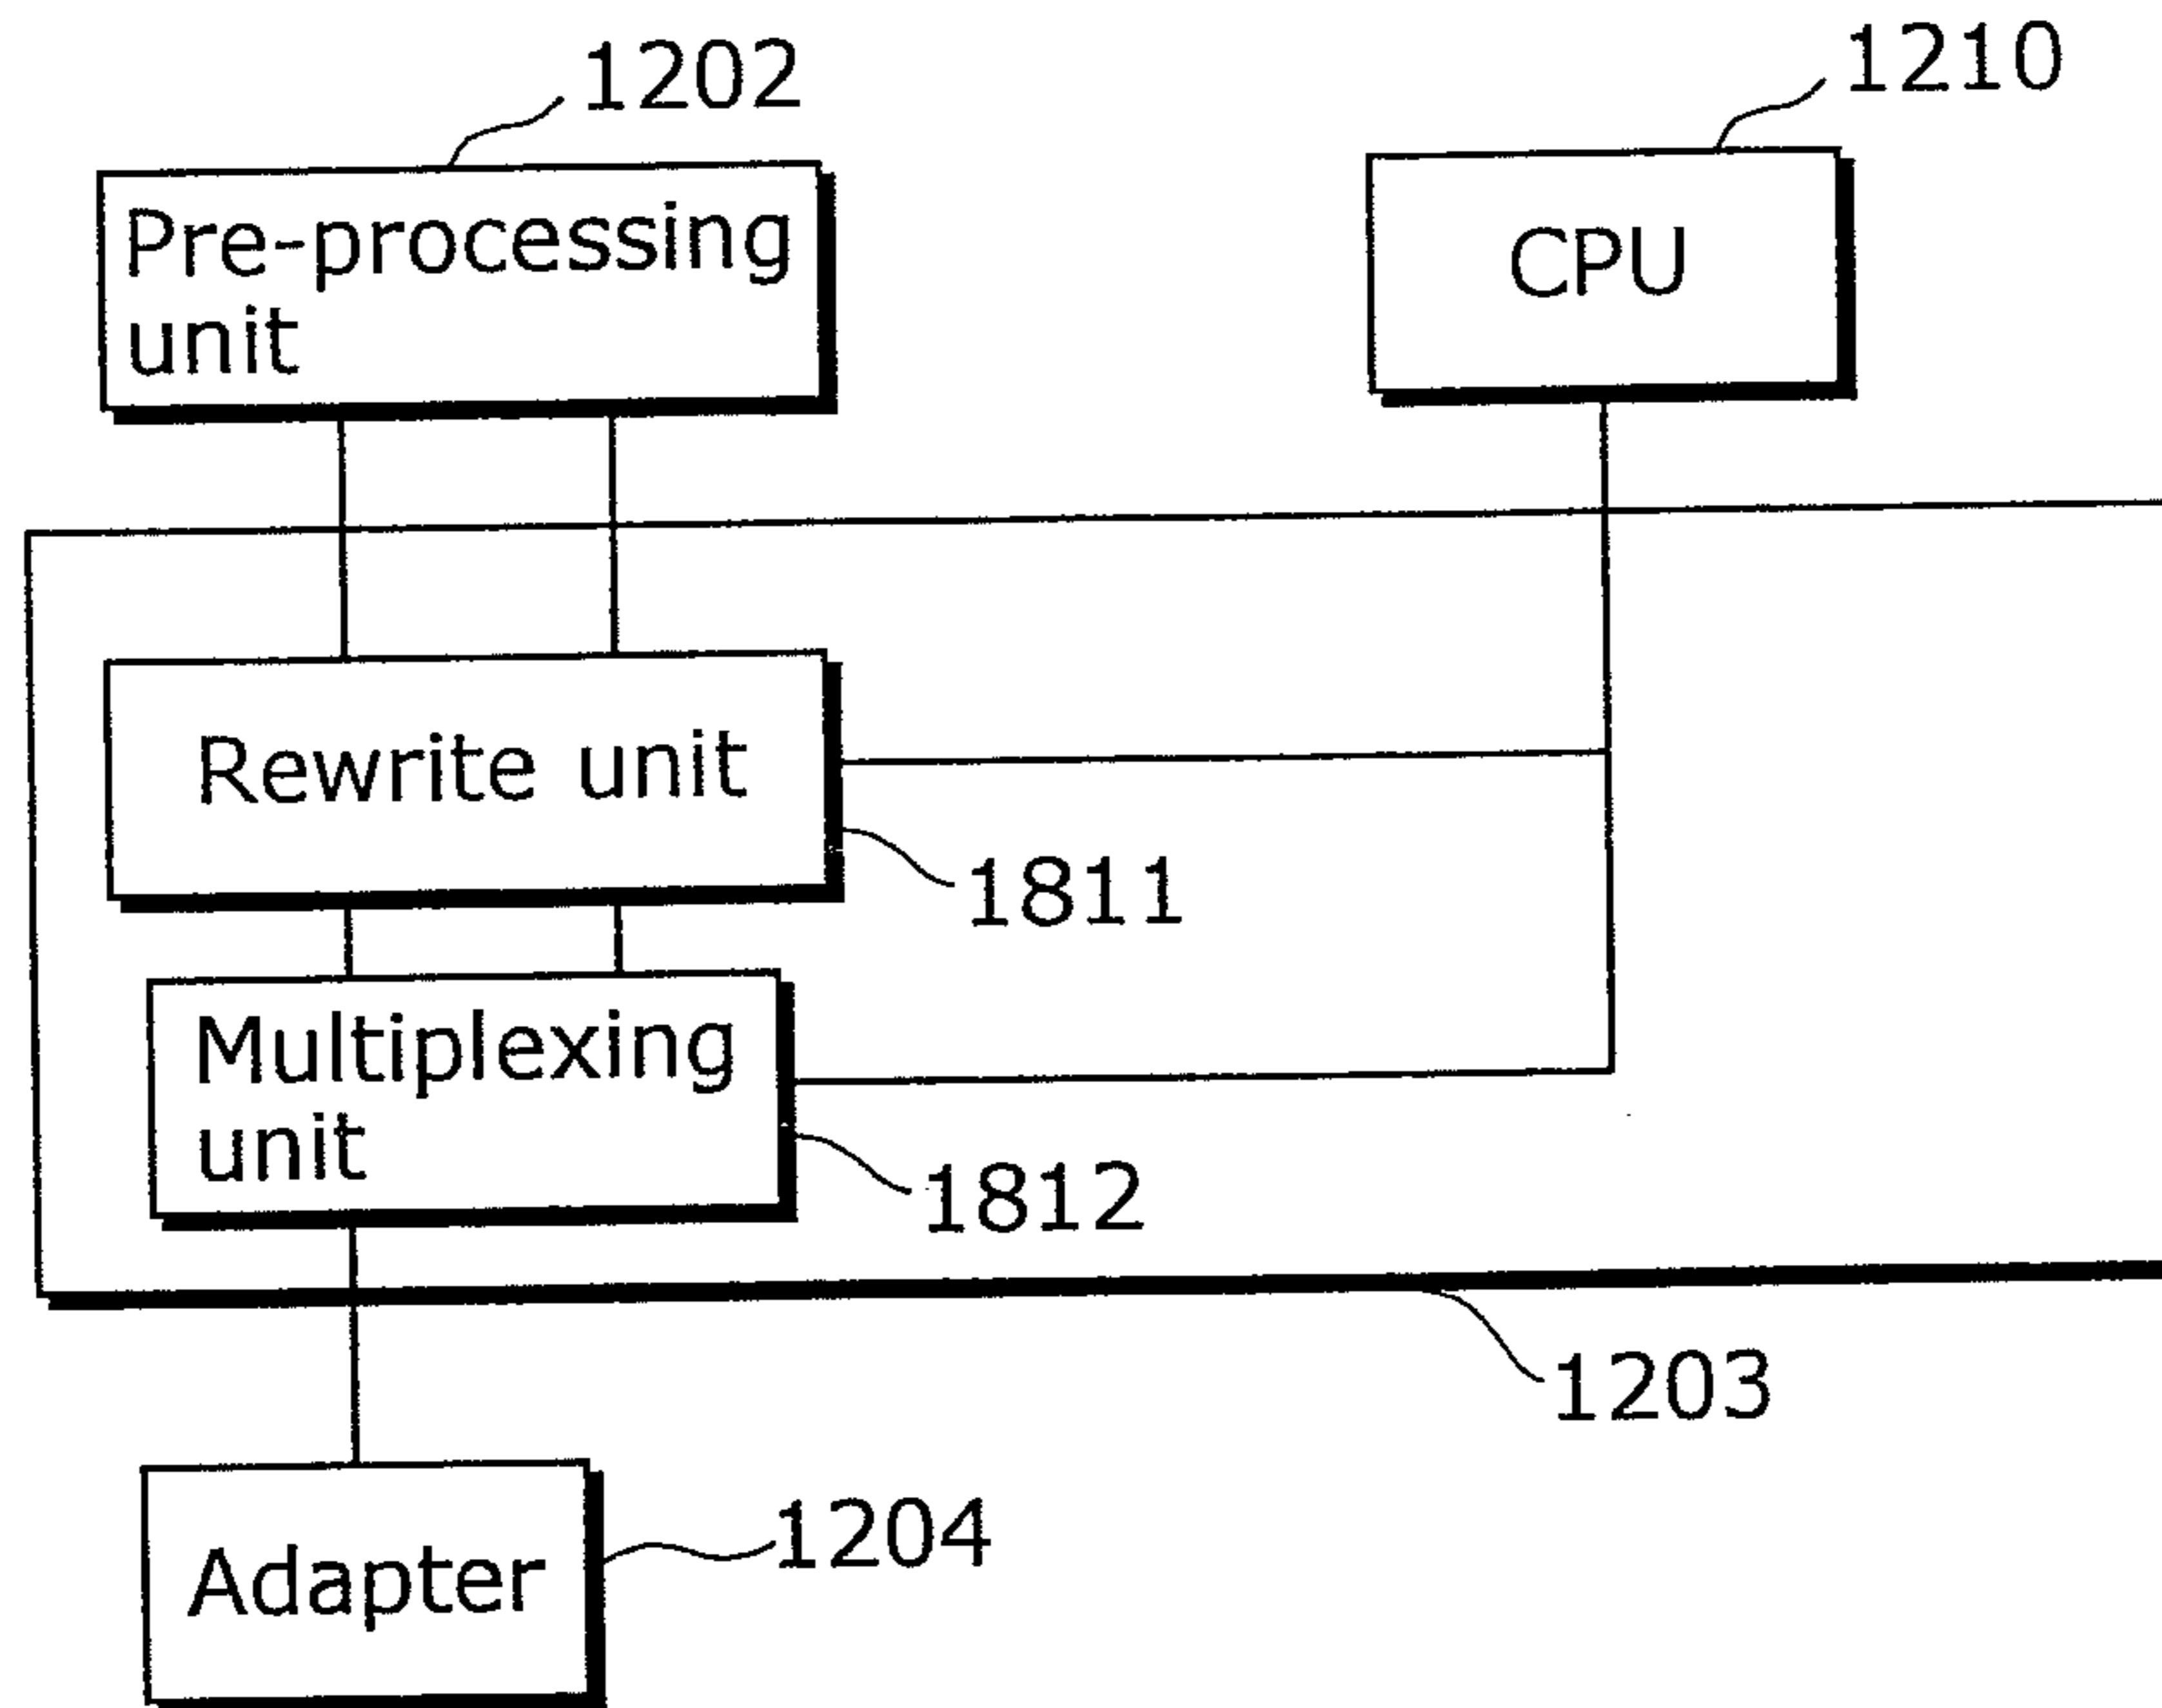 1202
1210
Pre-processing
unit
CPU
Rewrite unit
1811
Multiplexing
unit
1812
1203
1204
Adapter